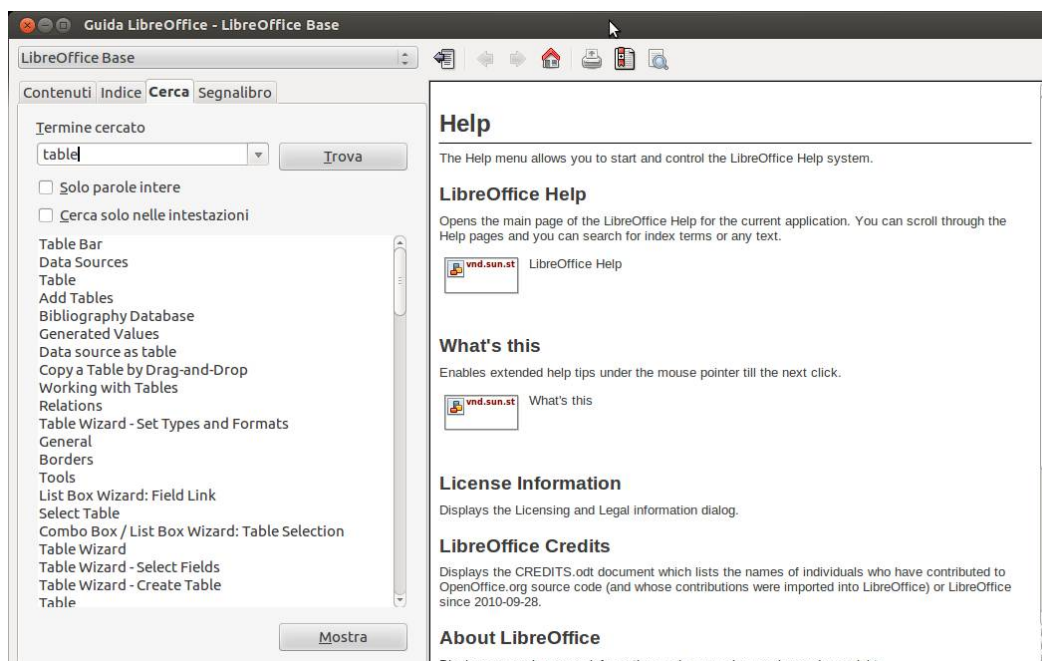 Guida LibreOffice - LibreOffice Base
LibreOffice Base
Contenuti Indice Cerca Segnalibro
Termine cercato
table
Trova
Solo parole intere
Cerca solo nelle intestazioni
Table Bar
Data Sources
Table
Add Tables
Bibliography Database
Generated Values
Data source as table
Copy a Table by Drag-and-Drop
Working with Tables
Relations
Table Wizard - Set Types and Formats
General
Borders
Tools
List Box Wizard: Field Link
Select Table
Combo Box / List Box Wizard: Table Selection
Table Wizard
Table Wizard - Select Fields
Table Wizard - Create Table
Table
Mostra
Help
The Help menu allows you to start and control the LibreOffice Help system.
LibreOffice Help
Opens the main page of the LibreOffice Help for the current application. You can scroll through the
Help pages and you can search for index terms or any text.
vnd.sun.st LibreOffice Help
What's this
Enables extended help tips under the mouse pointer till the next click.
vnd.sun.st What's this
License Information
Displays the Licensing and Legal information dialog.
LibreOffice Credits
Displays the CREDITS.odt document which lists the names of individuals who have contributed to
OpenOffice.org source code (and whose contributions were imported into LibreOffice) or LibreOffice
since 2010-09-28.
About LibreOffice